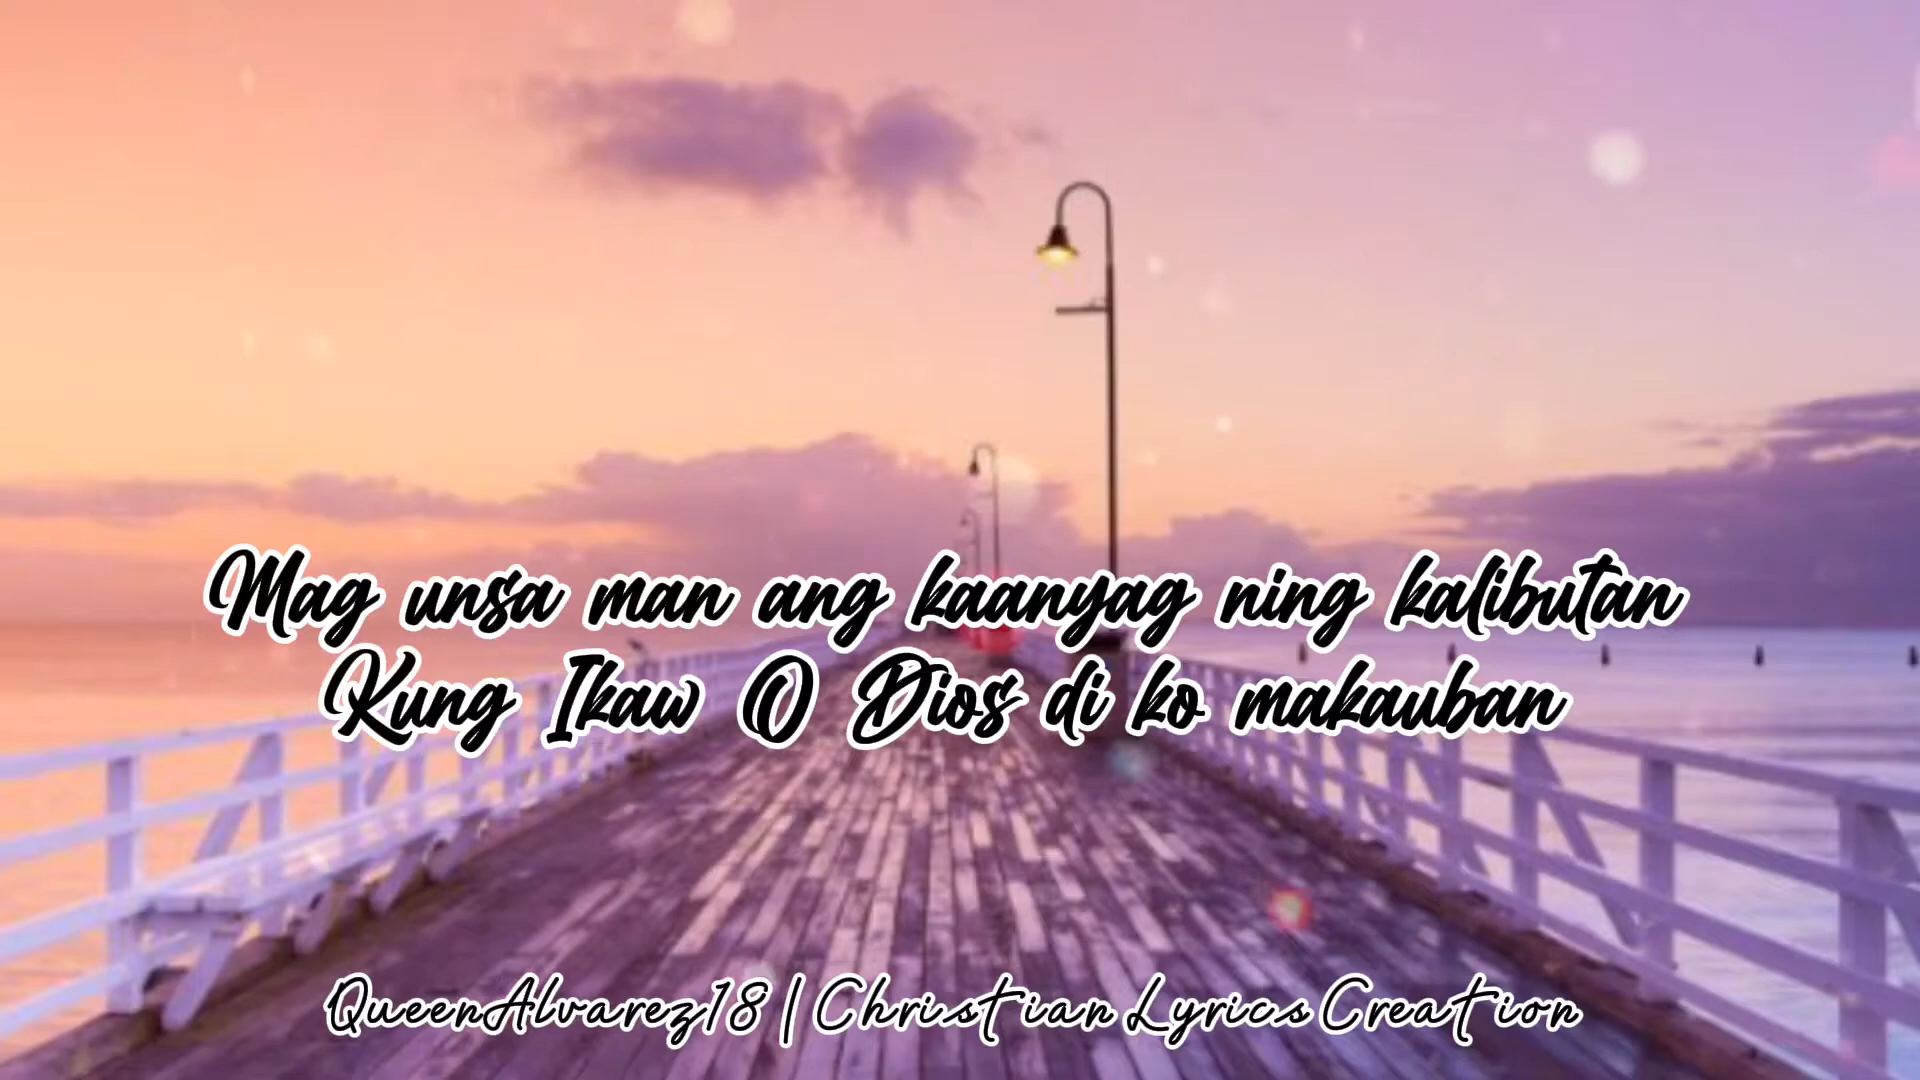 Mag unsa man ang kaanyag ning kalibutan
Kung Ikaw O Dios di ko makauban
QueenAlvarez18 | Christian Lyrics Creation